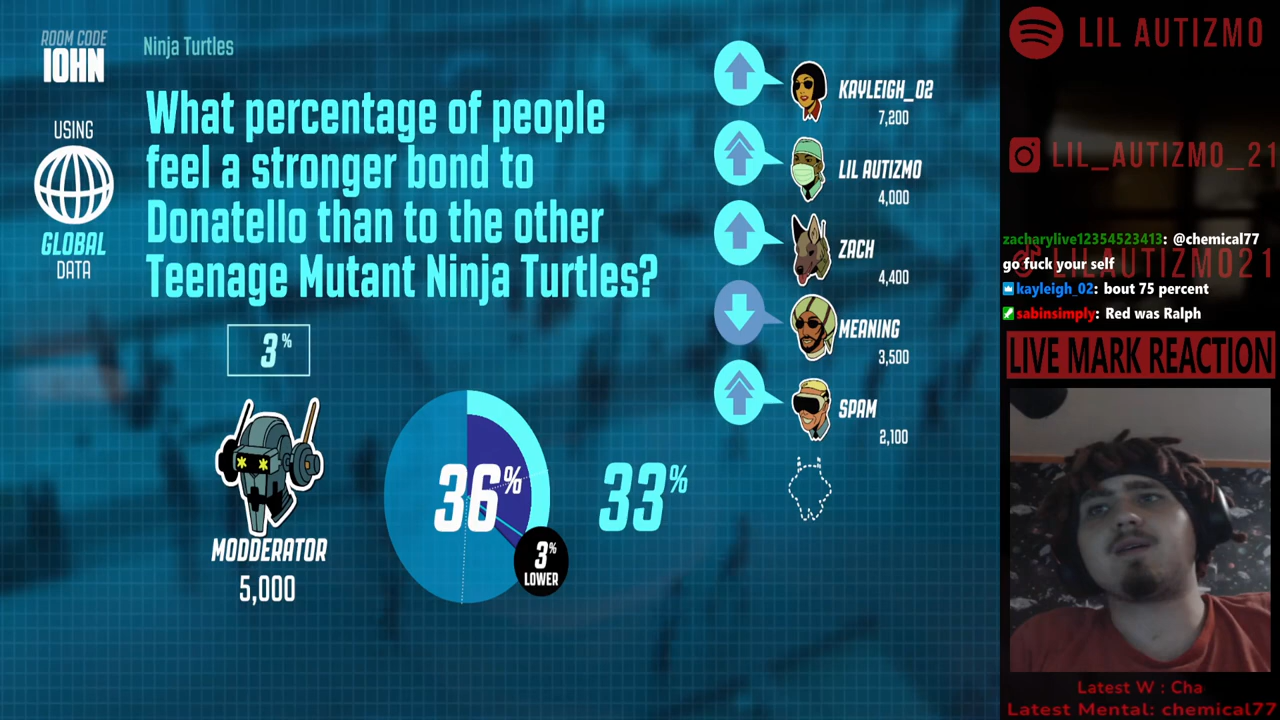 ROOM CODE
IOHN
USING
GLOBAL
DATA
Ninja Turtles
What percentage of people
feel a stronger bond to
Donatello than to the other
Teenage Mutant Ninja Turtles?
3%
MODDERATOR
5,000
36%
3%
LOWER
33%
KAYLEIGH_02
7,200
LIL AUTIZMO
4,000
ZACH
4,400
MEANING
3,500
SPAM
2,100
LIL AUTIZMO
LIL_AUTIZMO_21
LILAUTIZMO21
zacharylive12354523413: @chemical77
go fuck your self
kayleigh_02: bout 75 percent
sabinsimply: Red was Ralph
LIVE MARK REACTION
Latest W : Cha
Latest Mental: chemical77